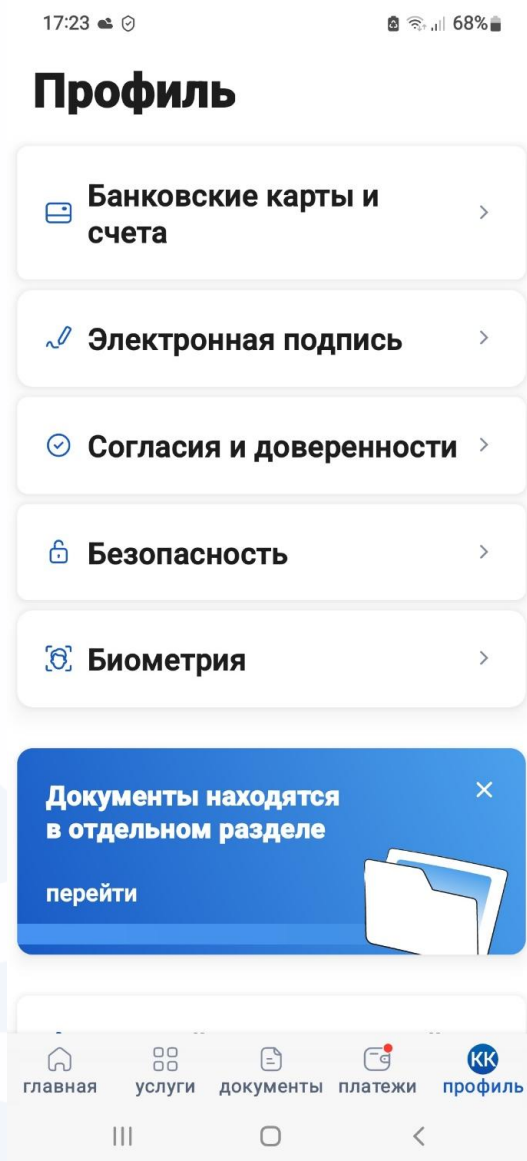 17:23 68%
Профиль
Банковские карты и
счета
Электронная подпись
Согласия и доверенности
Безопасность
Биометрия
Документы находятся
в отдельном разделе
перейти
главная услуги документы платежи КК профиль